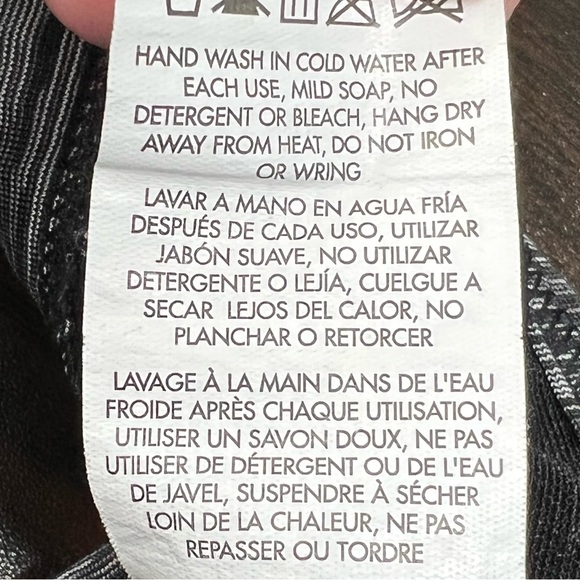 HAND WASH IN COLD WATER AFTER
EACH USE, MILD SOAP, NO
DETERGENT OR BLEACH, HANG DRY
AWAY FROM HEAT, DO NOT IRON
OR WRING
LAVAR A MANO EN AGUA FRÍA
DESPUÉS DE CADA USO, UTILIZAR
JABÓN SUAVE, NO UTILIZAR
DETERGENTE O LEJÍA, CUELGUE A
SECAR LEJOS DEL CALOR, NO
PLANCHAR O RETORCER
LAVAGE À LA MAIN DANS DE L'EAU
FROIDE APRÈS CHAQUE UTILISATION,
UTILISER UN SAVON DOUX, NE PAS
UTILISER DE DÉTERGENT OU DE L'EAU
DE JAVEL, SUSPENDRE À SÉCHER
LOIN DE LA CHALEUR, NE PAS
REPASSER OU TORDRE